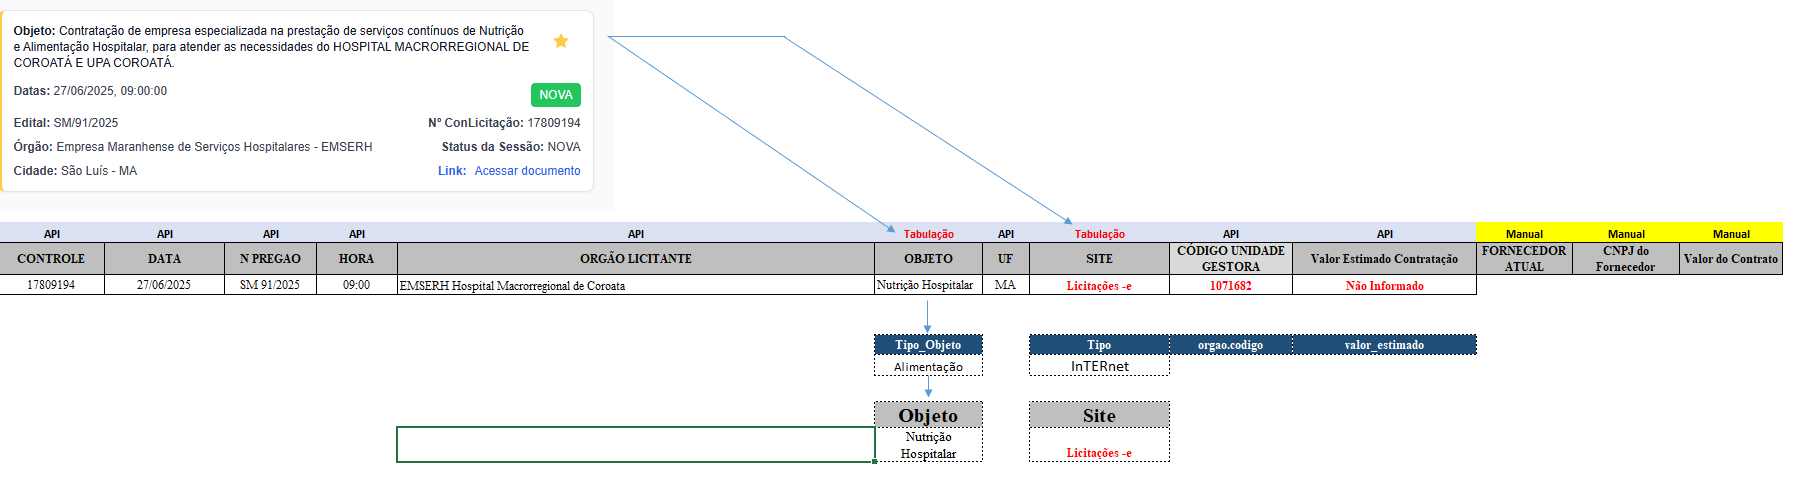 Objeto: Contratação de empresa especializada na prestação de serviços contínuos de Nutrição
e Alimentação Hospitalar, para atender as necessidades do HOSPITAL MACRORREGIONAL DE
COROATÁ E UPA COROATÁ.
Datas: 27/06/2025, 09:00:00
NOVA
Edital: SM/91/2025
Nº ConLicitação: 17809194
Órgão: Empresa Maranhense de Serviços Hospitalares - EMSERH
Status da Sessão: NOVA
Cidade: São Luís - MA
Link: Acessar documento
API API API API API Tabulação API Tabulação API API Manual Manual Manual
CONTROLE DATA N PREGAO HORA ORGÃO LICITANTE OBJETO UF SITE CÓDIGO UNIDADE
GESTORA Valor Estimado Contratação FORNECEDOR
ATUAL CNPJ do
Fornecedor Valor do Contrato
17809194 27/06/2025 SM 91/2025 09:00 EMSERH Hospital Macrorregional de Coroata Nutrição Hospitalar MA Licitações -e 1071682 Não Informado
Tipo_Objeto Tipo orgao.codigo valor_estimado
Alimentação InTERnet
Objeto Site
Nutrição
Hospitalar
Licitações -e